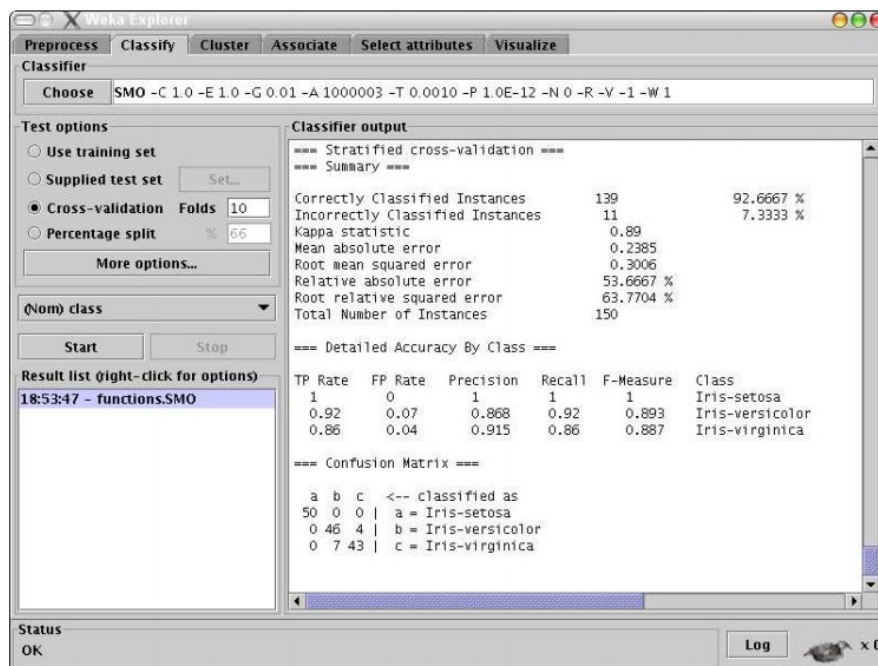 Weka Explorer
Preprocess Classify Cluster Associate Select attributes Visualize
Classifier
Choose SMO -C 1.0 -E 1.0 -G 0.01 -A 1000003 -T 0.0010 -P 1.0E-12 -N 0 -R -V -1 -W 1
Test options
Use training set
Supplied test set Set...
Cross-validation Folds 10
Percentage split % 66
More options...
(Nom) class
Start Stop
Result list (right-click for options)
18:53:47 - functions.SMO
Classifier output
=== Stratified cross-validation ===
=== Summary ===
Correctly Classified Instances 139 92.6667 %
Incorrectly Classified Instances 11 7.3333 %
Kappa statistic 0.89
Mean absolute error 0.2385
Root mean squared error 0.3006
Relative absolute error 53.6667 %
Root relative squared error 63.7704 %
Total Number of Instances 150
=== Detailed Accuracy By Class ===
TP Rate FP Rate Precision Recall F-Measure Class
1 0 1 1 1 Iris-setosa
0.92 0.07 0.868 0.92 0.893 Iris-versicolor
0.86 0.04 0.915 0.86 0.887 Iris-virginica
=== Confusion Matrix ===
a b c <-- classified as
50 0 0 | a = Iris-setosa
0 46 4 | b = Iris-versicolor
0 7 43 | c = Iris-virginica
Status
OK
Log
x 0